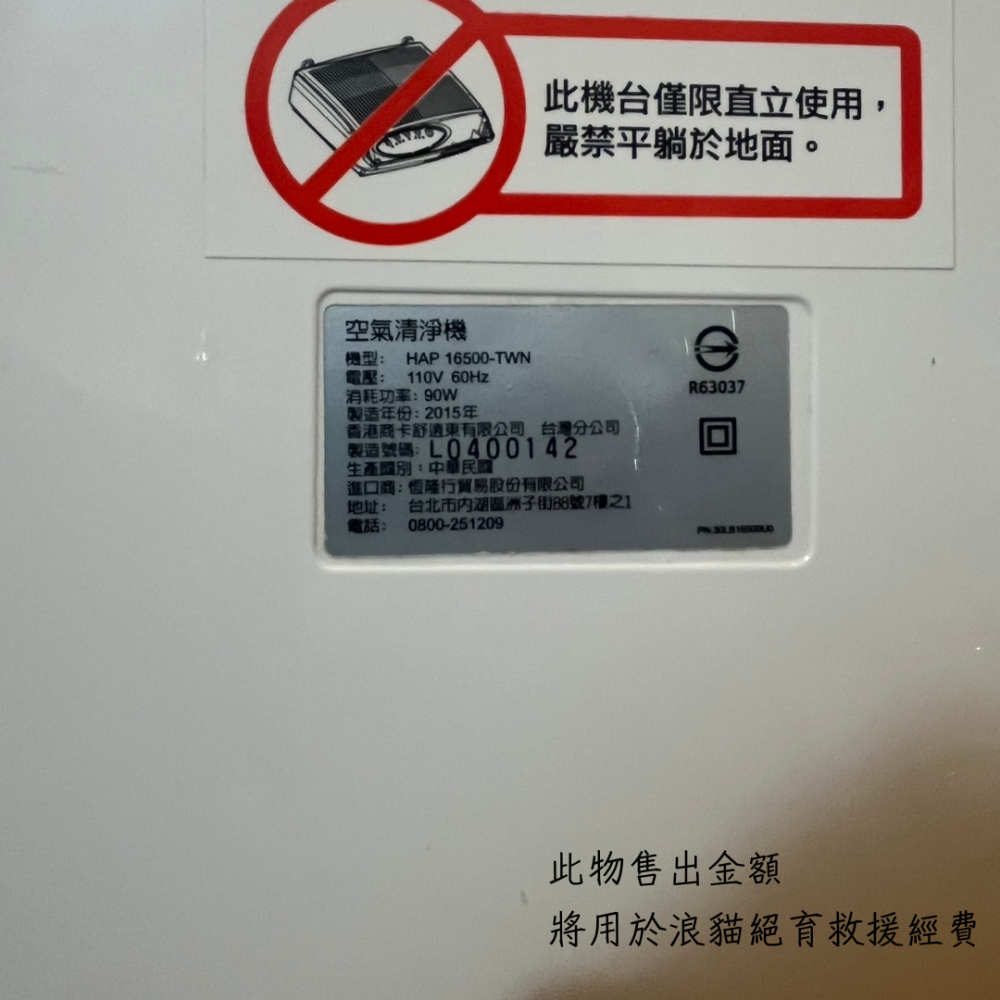 此機台僅限直立使用，
嚴禁平躺於地面。
空氣清淨機
機型： HAP 16500-TWN
電壓： 110V 60Hz
消耗功率：90W
製造年份：2015年
香港商卡舒遠東有限公司 台灣分公司
製造號碼：L0400142
生產國別：中華民國
進口商：恆隆行貿易股份有限公司
地址： 台北市內湖區洲子街88號7樓之1
電話： 0800-251209
R63037
此物售出金額
將用於浪貓絕育救援經費